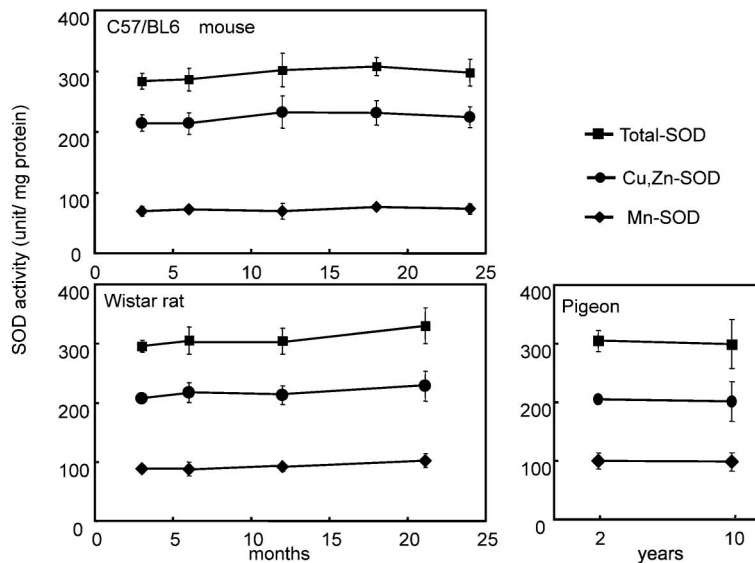 C57/BL6 mouse
400
300
200
100
0
0 5 10 15 20 25
SOD activity (unit/ mg protein)
Total-SOD
Cu,Zn-SOD
Mn-SOD
Wistar rat
400
300
200
100
0
0 5 10 15 20 25
months
Pigeon
400
300
200
100
0
2 10
years